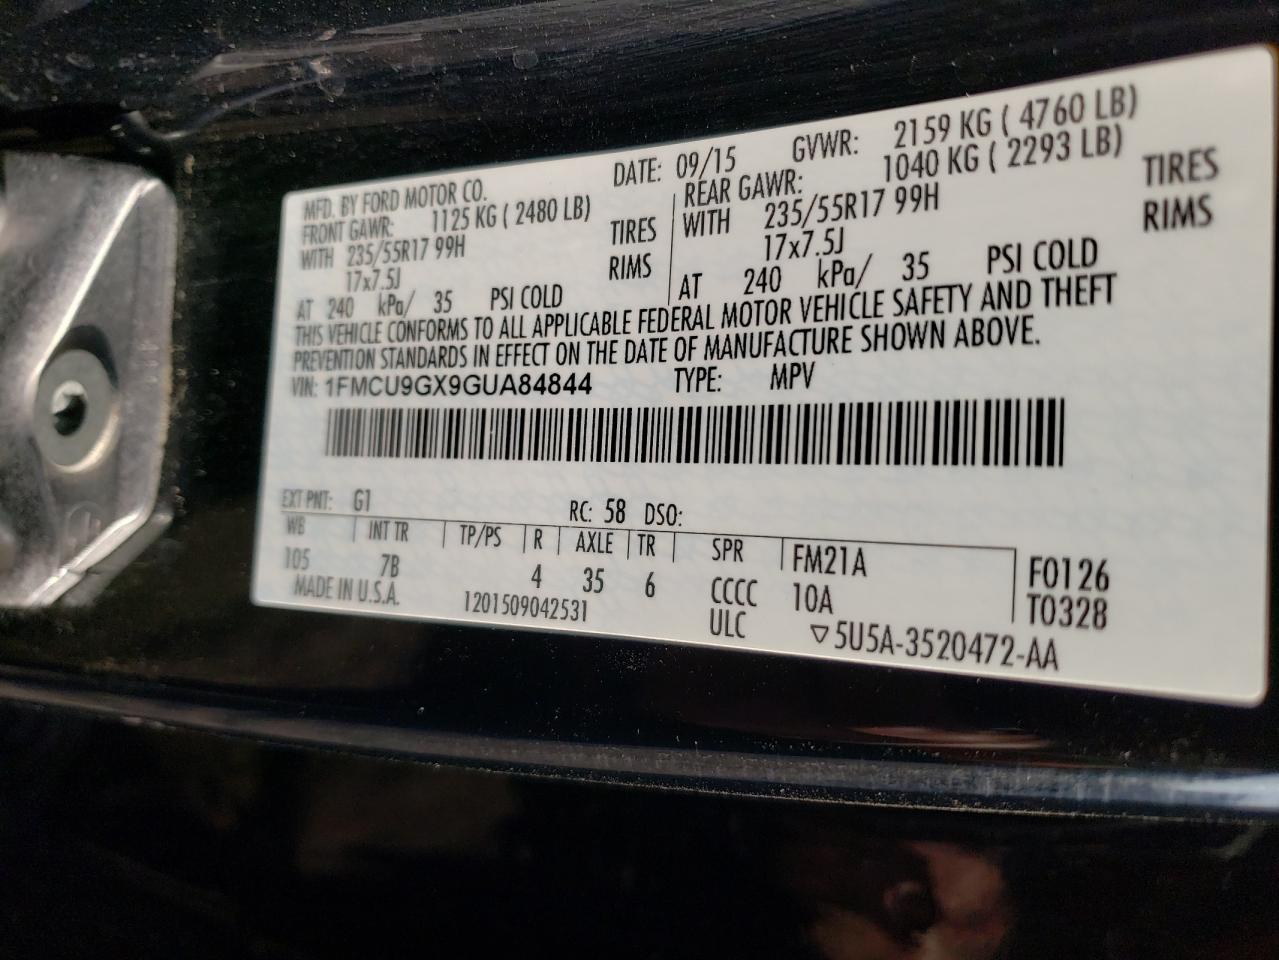 MFD. BY FORD MOTOR CO. DATE: 09/15 GVWR: 2159 KG ( 4760 LB)
FRONT GAWR: 1125 KG ( 2480 LB) REAR GAWR: 1040 KG ( 2293 LB)
WITH 235/55R17 99H TIRES WITH 235/55R17 99H TIRES
17x7.5J RIMS 17x7.5J RIMS
AT 240 kPa/ 35 PSI COLD AT 240 kPa/ 35 PSI COLD
THIS VEHICLE CONFORMS TO ALL APPLICABLE FEDERAL MOTOR VEHICLE SAFETY AND THEFT
PREVENTION STANDARDS IN EFFECT ON THE DATE OF MANUFACTURE SHOWN ABOVE.
VIN: 1FMCU9GX9GUA84844 TYPE: MPV
EXT PNT: G1 RC: 58 DSO:
WB INT TR TP/PS R AXLE TR SPR FM21A F0126
105 7B 4 35 6 CCCC 10A T0328
MADE IN U.S.A. 1201509042531 ULC ▽5U5A-3520472-AA